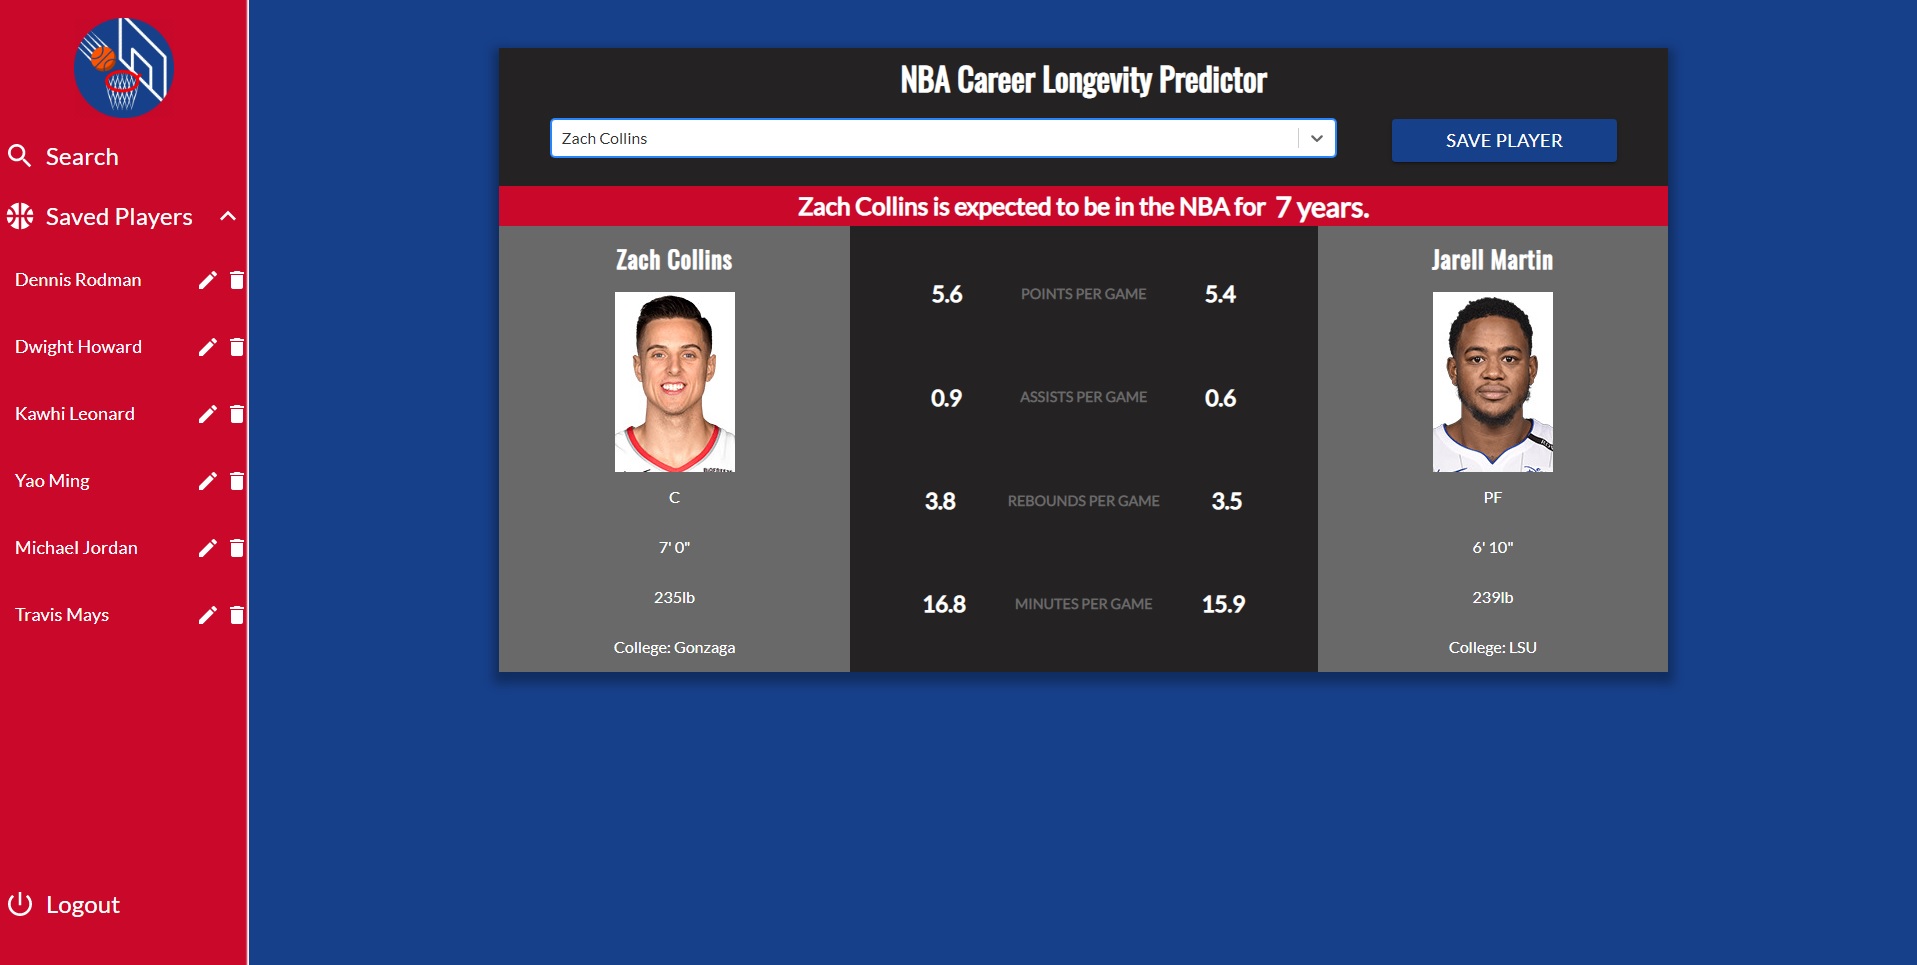 Search
Saved Players
Dennis Rodman
Dwight Howard
Kawhi Leonard
Yao Ming
Michael Jordan
Travis Mays
Logout
NBA Career Longevity Predictor
Zach Collins
SAVE PLAYER
Zach Collins is expected to be in the NBA for 7 years.
Zach Collins
C
7' 0"
235lb
College: Gonzaga
5.6 POINTS PER GAME 5.4
0.9 ASSISTS PER GAME 0.6
3.8 REBOUNDS PER GAME 3.5
16.8 MINUTES PER GAME 15.9
Jarell Martin
PF
6' 10"
239lb
College: LSU